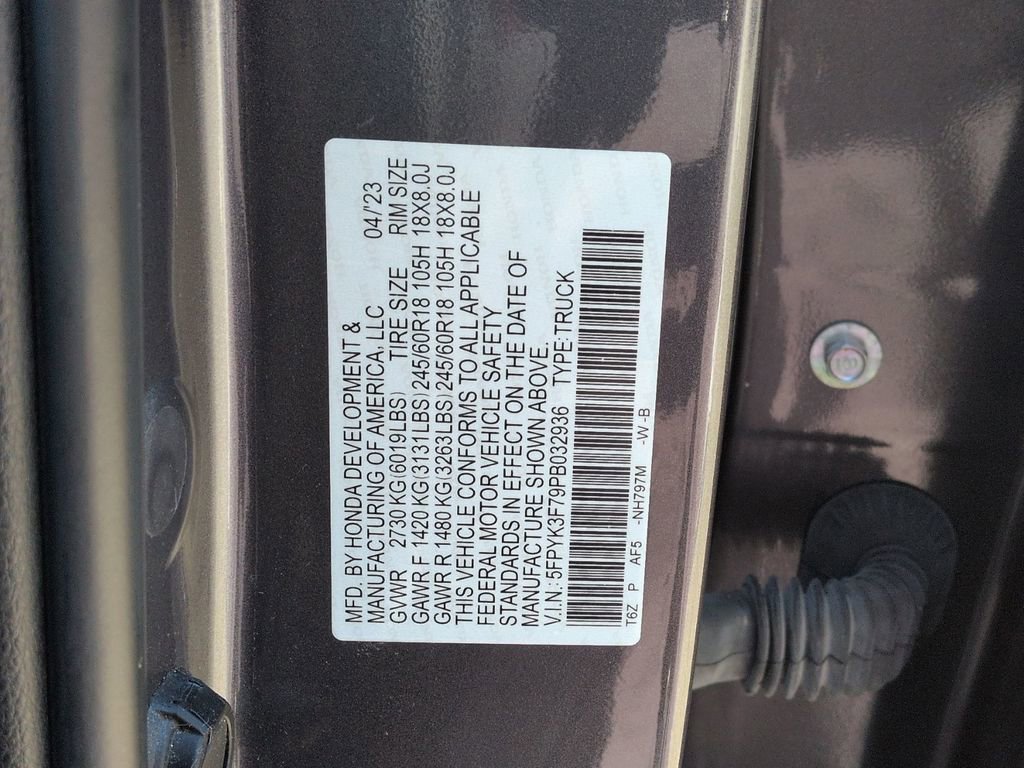 MFD. BY HONDA DEVELOPMENT &
MANUFACTURING OF AMERICA, LLC 04/'23
GVWR 2730 KG(6019LBS) TIRE SIZE RIM SIZE
GAWR F 1420 KG(3131LBS) 245/60R18 105H 18X8.0J
GAWR R 1480 KG(3263LBS) 245/60R18 105H 18X8.0J
THIS VEHICLE CONFORMS TO ALL APPLICABLE
FEDERAL MOTOR VEHICLE SAFETY
STANDARDS IN EFFECT ON THE DATE OF
MANUFACTURE SHOWN ABOVE.
V.I.N.: 5FPYK3F79PB032936 TYPE:TRUCK
T6Z P AF5 -NH797M -W -B